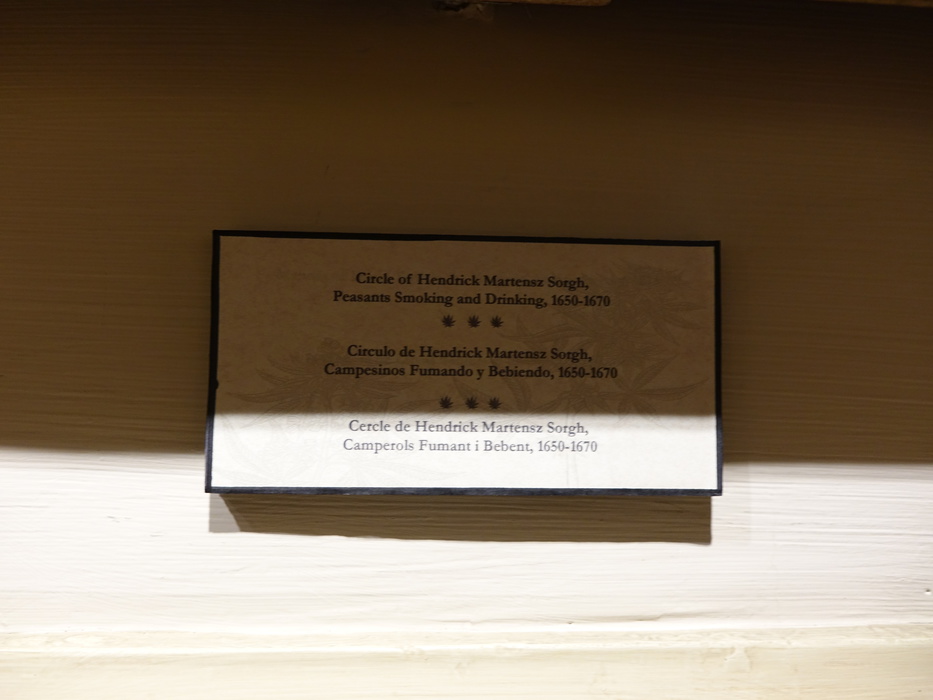 Circle of Hendrick Martensz Sorgh,
Peasants Smoking and Drinking, 1650-1670
Circulo de Hendrick Martensz Sorgh,
Campesinos Fumando y Bebiendo, 1650-1670
Cercle de Hendrick Martensz Sorgh,
Camperols Fumant i Bebent, 1650-1670